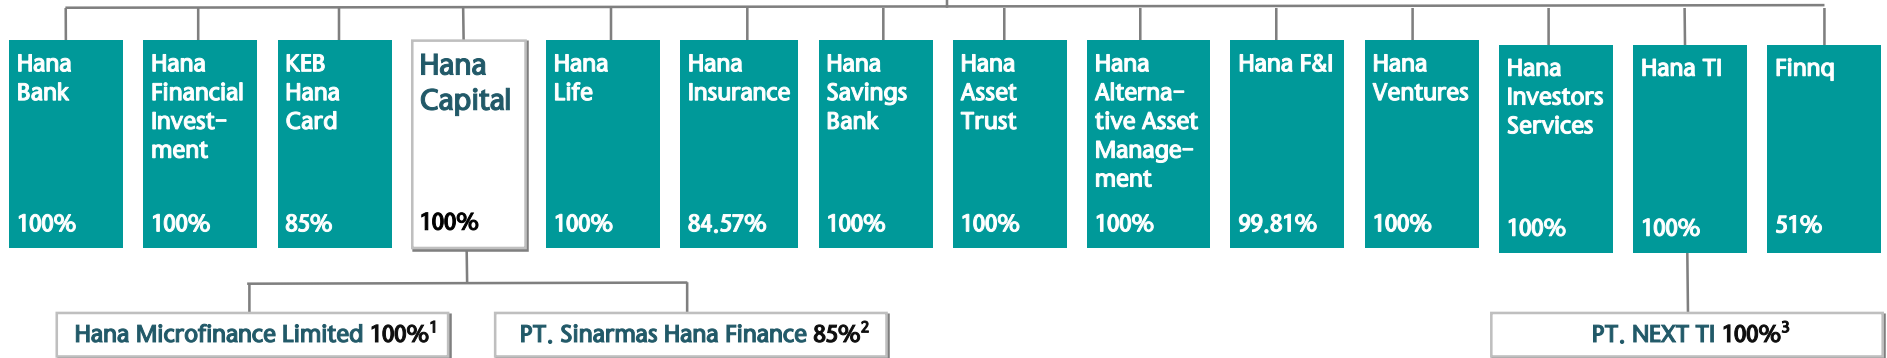 Hana
Bank
100%
Hana
Financial
Invest-
ment
100%
KEB
Hana
Card
85%
Hana
Capital
100%
Hana
Life
100%
Hana
Insurance
84.57%
Hana
Savings
Bank
100%
Hana
Asset
Trust
100%
Hana
Alterna-
tive Asset
Manage-
ment
100%
Hana F&I
99.81%
Hana
Ventures
100%
Hana
Investors
Services
100%
Hana TI
100%
Finnq
51%
Hana Microfinance Limited 100%¹
PT. Sinarmas Hana Finance 85%²
PT. NEXT TI 100%³